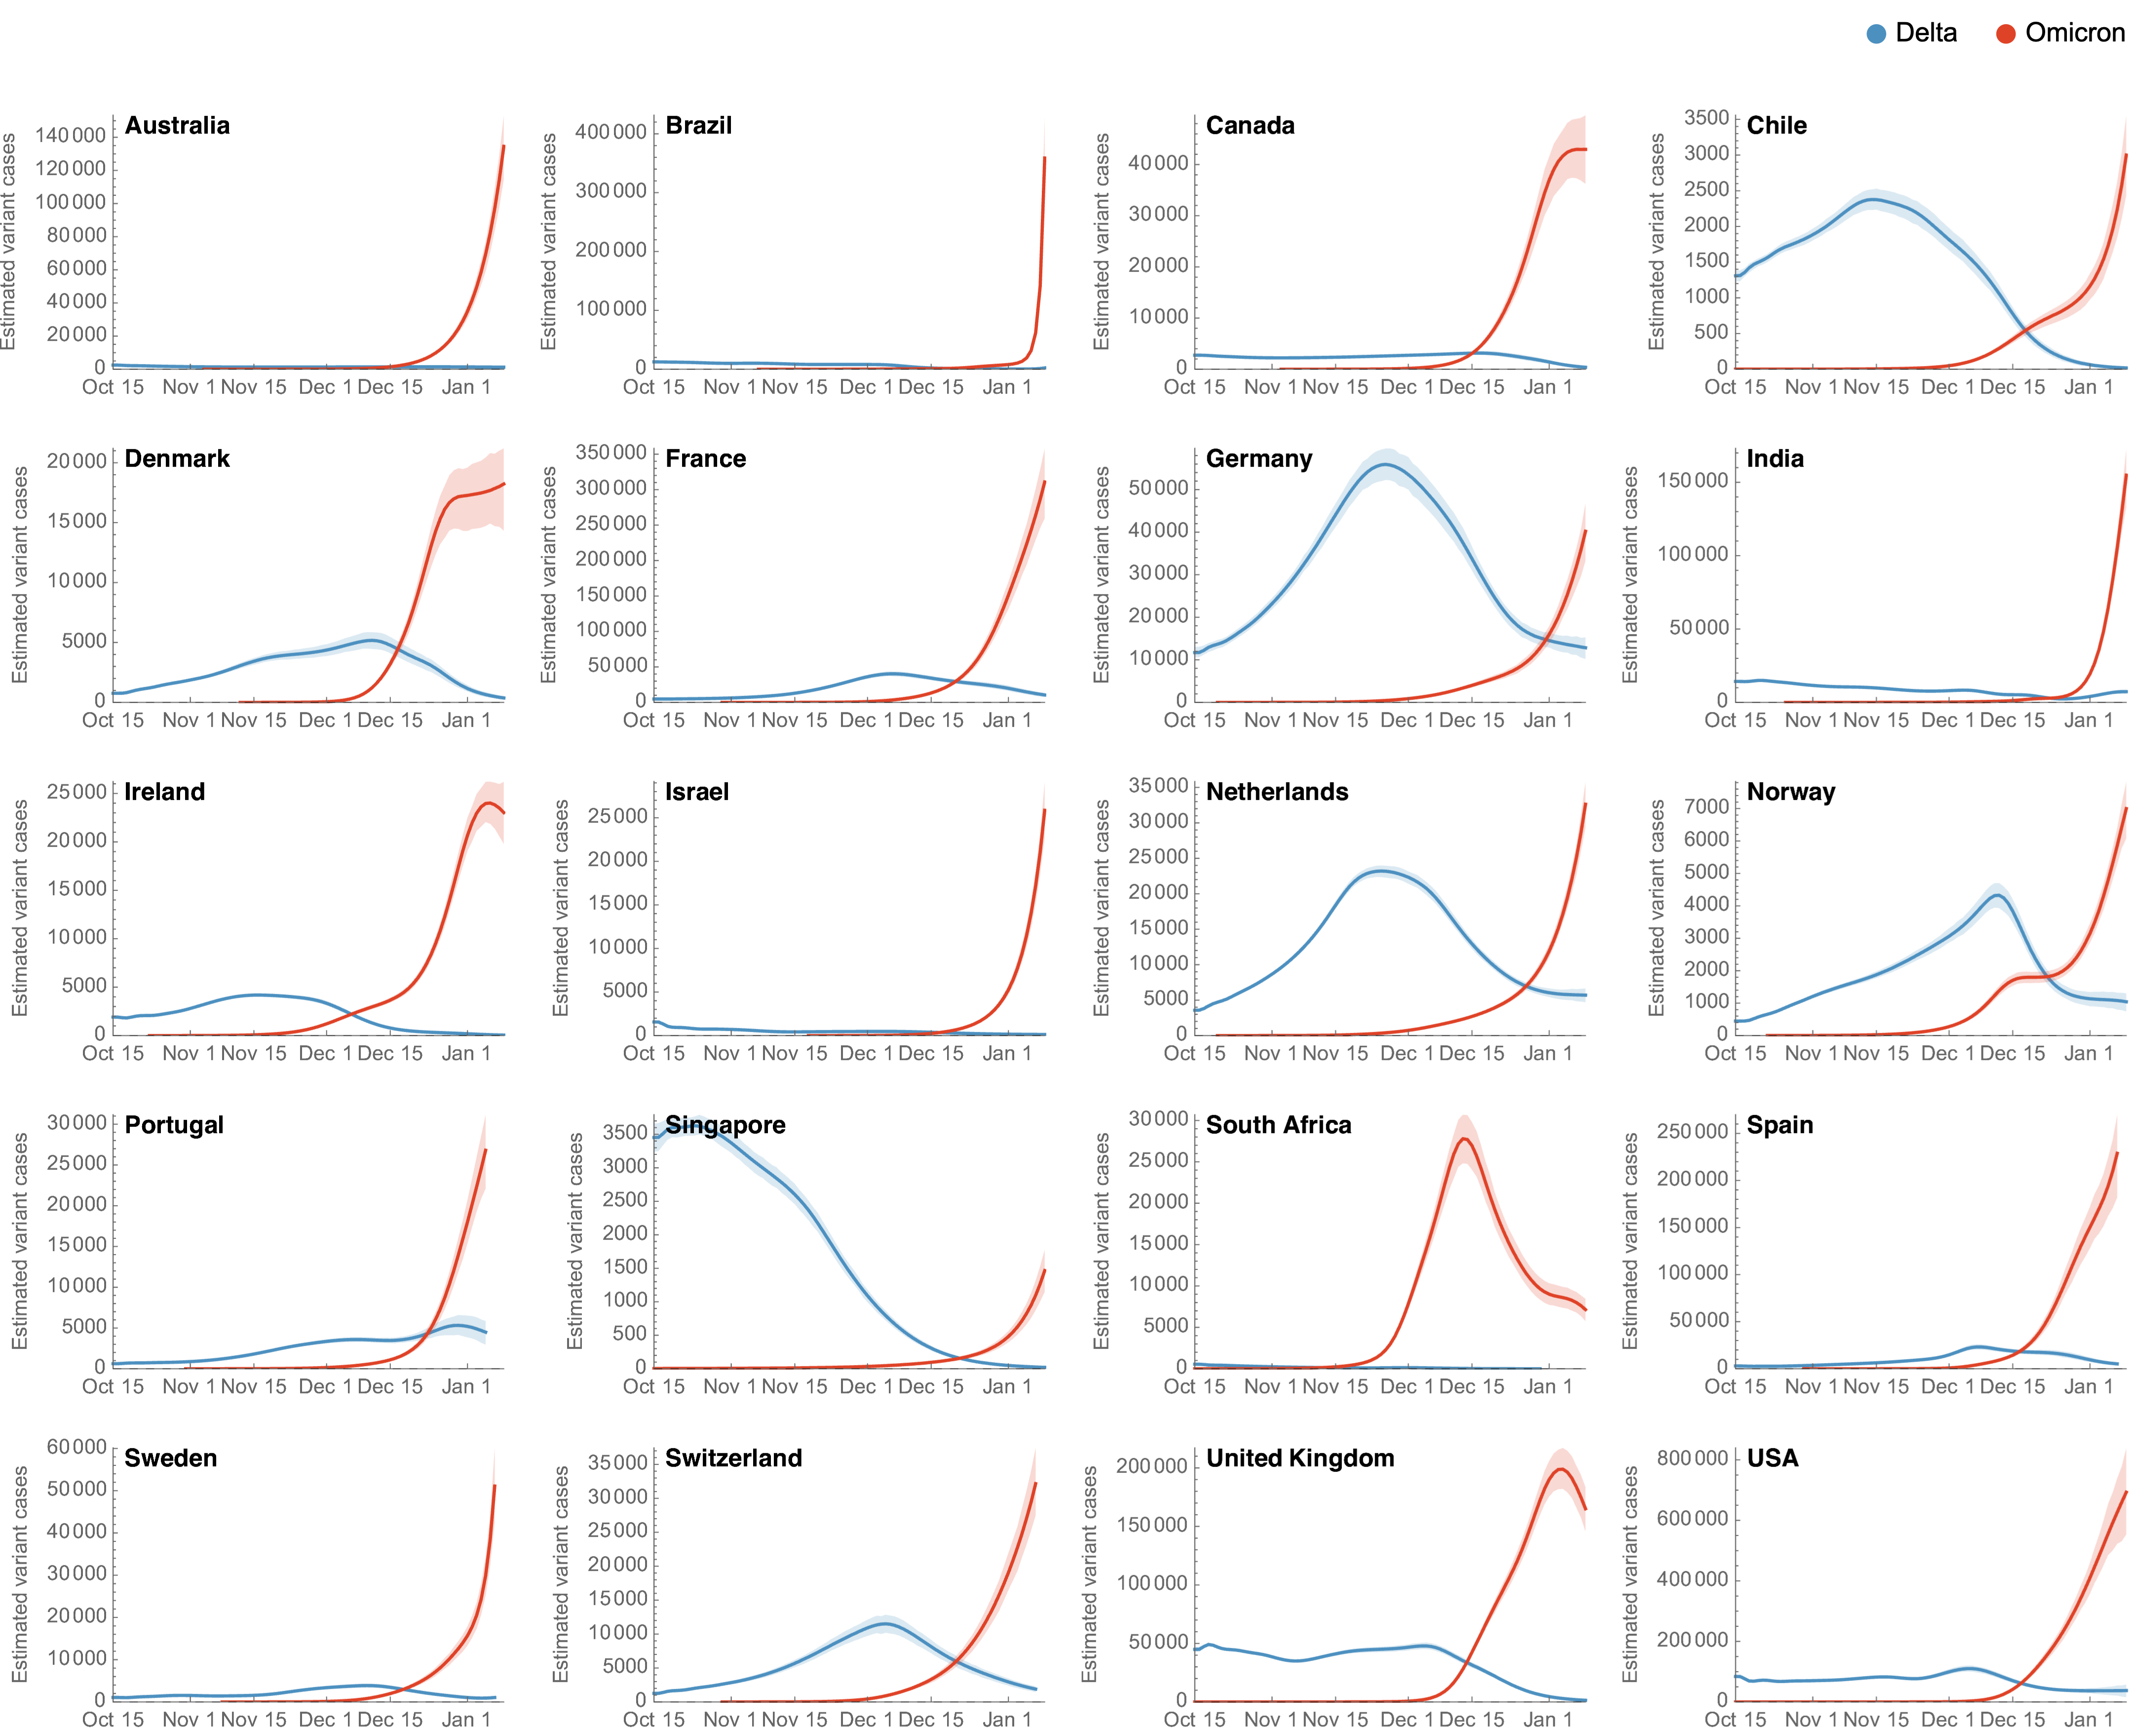 Delta Omicron
Australia
Estimated variant cases
140 000
120 000
100 000
80 000
60 000
40 000
20 000
0
Oct 15 Nov 1 Nov 15 Dec 1 Dec 15 Jan 1
Brazil
Estimated variant cases
400 000
300 000
200 000
100 000
0
Oct 15 Nov 1 Nov 15 Dec 1 Dec 15 Jan 1
Canada
Estimated variant cases
40 000
30 000
20 000
10 000
0
Oct 15 Nov 1 Nov 15 Dec 1 Dec 15 Jan 1
Chile
Estimated variant cases
3500
3000
2500
2000
1500
1000
500
0
Oct 15 Nov 1 Nov 15 Dec 1 Dec 15 Jan 1
Denmark
Estimated variant cases
20 000
15 000
10 000
5000
0
Oct 15 Nov 1 Nov 15 Dec 1 Dec 15 Jan 1
France
Estimated variant cases
350 000
300 000
250 000
200 000
150 000
100 000
50 000
0
Oct 15 Nov 1 Nov 15 Dec 1 Dec 15 Jan 1
Germany
Estimated variant cases
50 000
40 000
30 000
20 000
10 000
0
Oct 15 Nov 1 Nov 15 Dec 1 Dec 15 Jan 1
India
Estimated variant cases
150 000
100 000
50 000
0
Oct 15 Nov 1 Nov 15 Dec 1 Dec 15 Jan 1
Ireland
Estimated variant cases
25 000
20 000
15 000
10 000
5000
0
Oct 15 Nov 1 Nov 15 Dec 1 Dec 15 Jan 1
Israel
Estimated variant cases
25 000
20 000
15 000
10 000
5000
0
Oct 15 Nov 1 Nov 15 Dec 1 Dec 15 Jan 1
Netherlands
Estimated variant cases
35 000
30 000
25 000
20 000
15 000
10 000
5000
0
Oct 15 Nov 1 Nov 15 Dec 1 Dec 15 Jan 1
Norway
Estimated variant cases
7000
6000
5000
4000
3000
2000
1000
0
Oct 15 Nov 1 Nov 15 Dec 1 Dec 15 Jan 1
Portugal
Estimated variant cases
30 000
25 000
20 000
15 000
10 000
5000
0
Oct 15 Nov 1 Nov 15 Dec 1 Dec 15 Jan 1
Singapore
Estimated variant cases
3500
3000
2500
2000
1500
1000
500
0
Oct 15 Nov 1 Nov 15 Dec 1 Dec 15 Jan 1
South Africa
Estimated variant cases
30 000
25 000
20 000
15 000
10 000
5000
0
Oct 15 Nov 1 Nov 15 Dec 1 Dec 15 Jan 1
Spain
Estimated variant cases
250 000
200 000
150 000
100 000
50 000
0
Oct 15 Nov 1 Nov 15 Dec 1 Dec 15 Jan 1
Sweden
Estimated variant cases
60 000
50 000
40 000
30 000
20 000
10 000
0
Oct 15 Nov 1 Nov 15 Dec 1 Dec 15 Jan 1
Switzerland
Estimated variant cases
35 000
30 000
25 000
20 000
15 000
10 000
5000
0
Oct 15 Nov 1 Nov 15 Dec 1 Dec 15 Jan 1
United Kingdom
Estimated variant cases
200 000
150 000
100 000
50 000
0
Oct 15 Nov 1 Nov 15 Dec 1 Dec 15 Jan 1
USA
Estimated variant cases
800 000
600 000
400 000
200 000
0
Oct 15 Nov 1 Nov 15 Dec 1 Dec 15 Jan 1